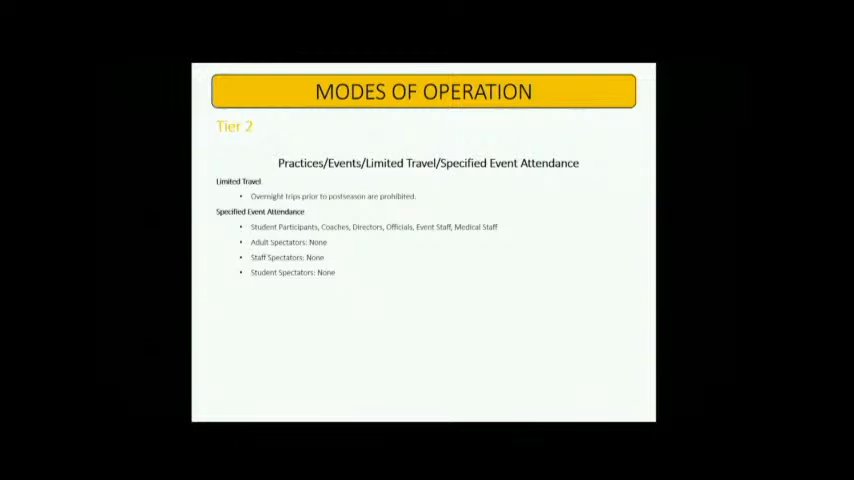 MODES OF OPERATION
Tier 2
Practices/Events/Limited Travel/Specified Event Attendance
Limited Travel
• Overnight trips prior to postseason are prohibited.
Specified Event Attendance
• Student Participants, Coaches, Directors, Officials, Event Staff, Medical Staff
• Adult Spectators: None
• Staff Spectators: None
• Student Spectators: None